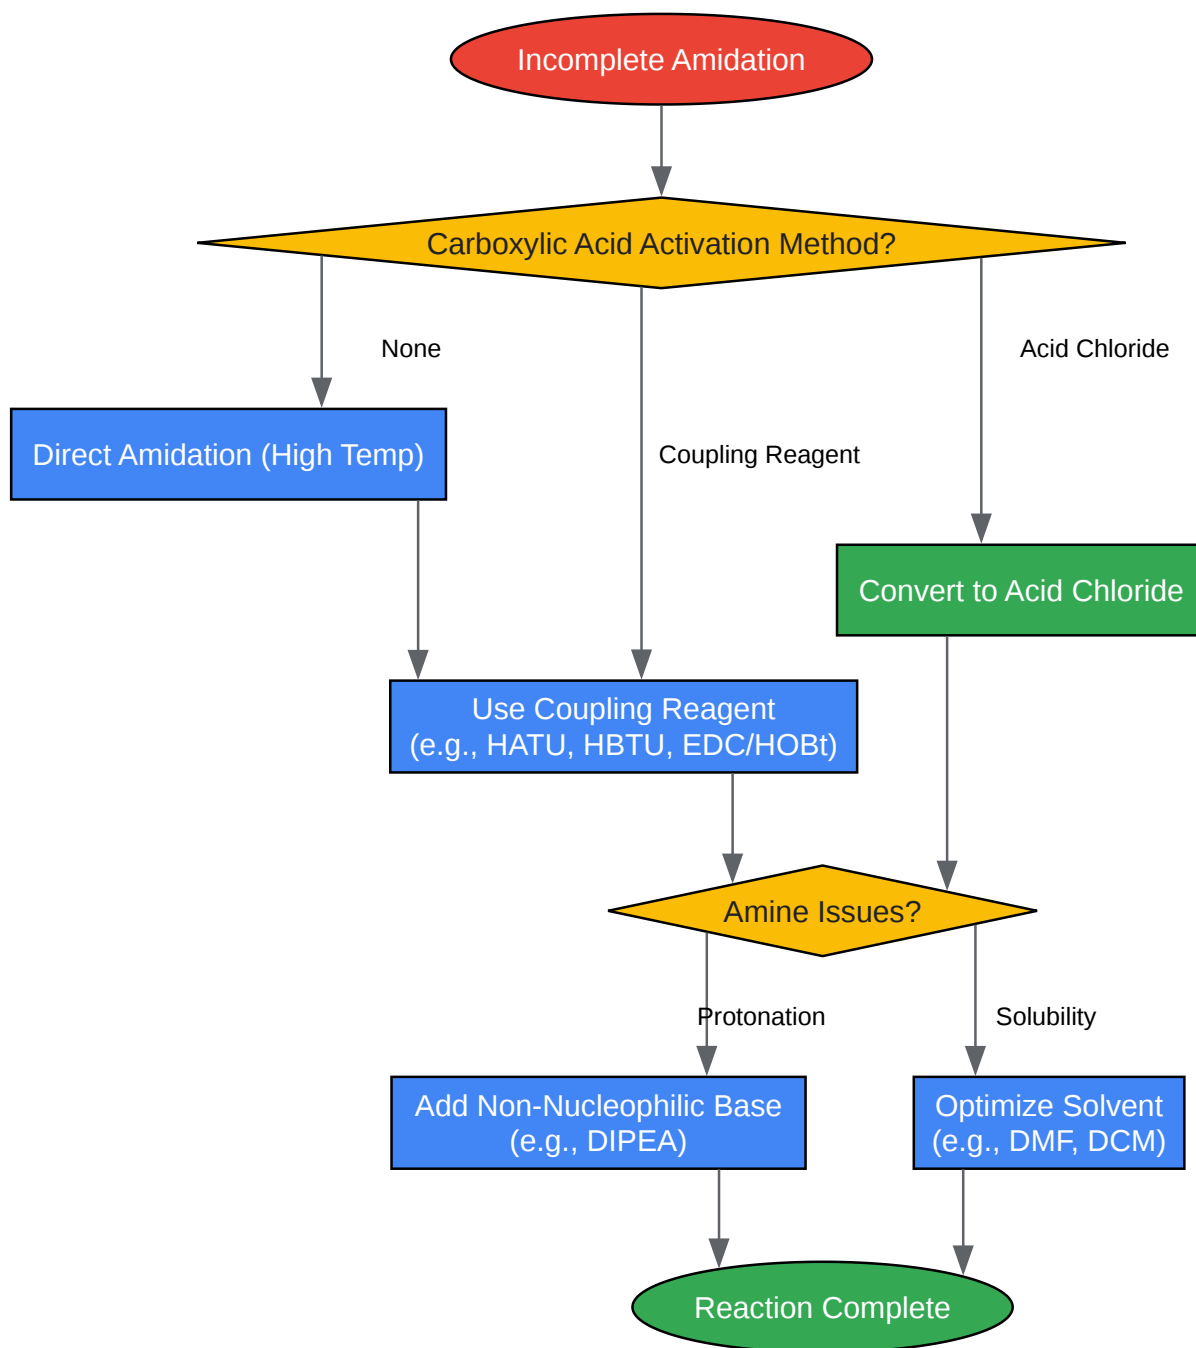 Incomplete Amidation
Carboxylic Acid Activation Method?
None
Acid Chloride
Direct Amidation (High Temp)
Coupling Reagent
Convert to Acid Chloride
Use Coupling Reagent
(e.g., HATU, HBTU, EDC/HOBt)
Amine Issues?
Protonation
Solubility
Add Non-Nucleophilic Base
(e.g., DIPEA)
Optimize Solvent
(e.g., DMF, DCM)
Reaction Complete